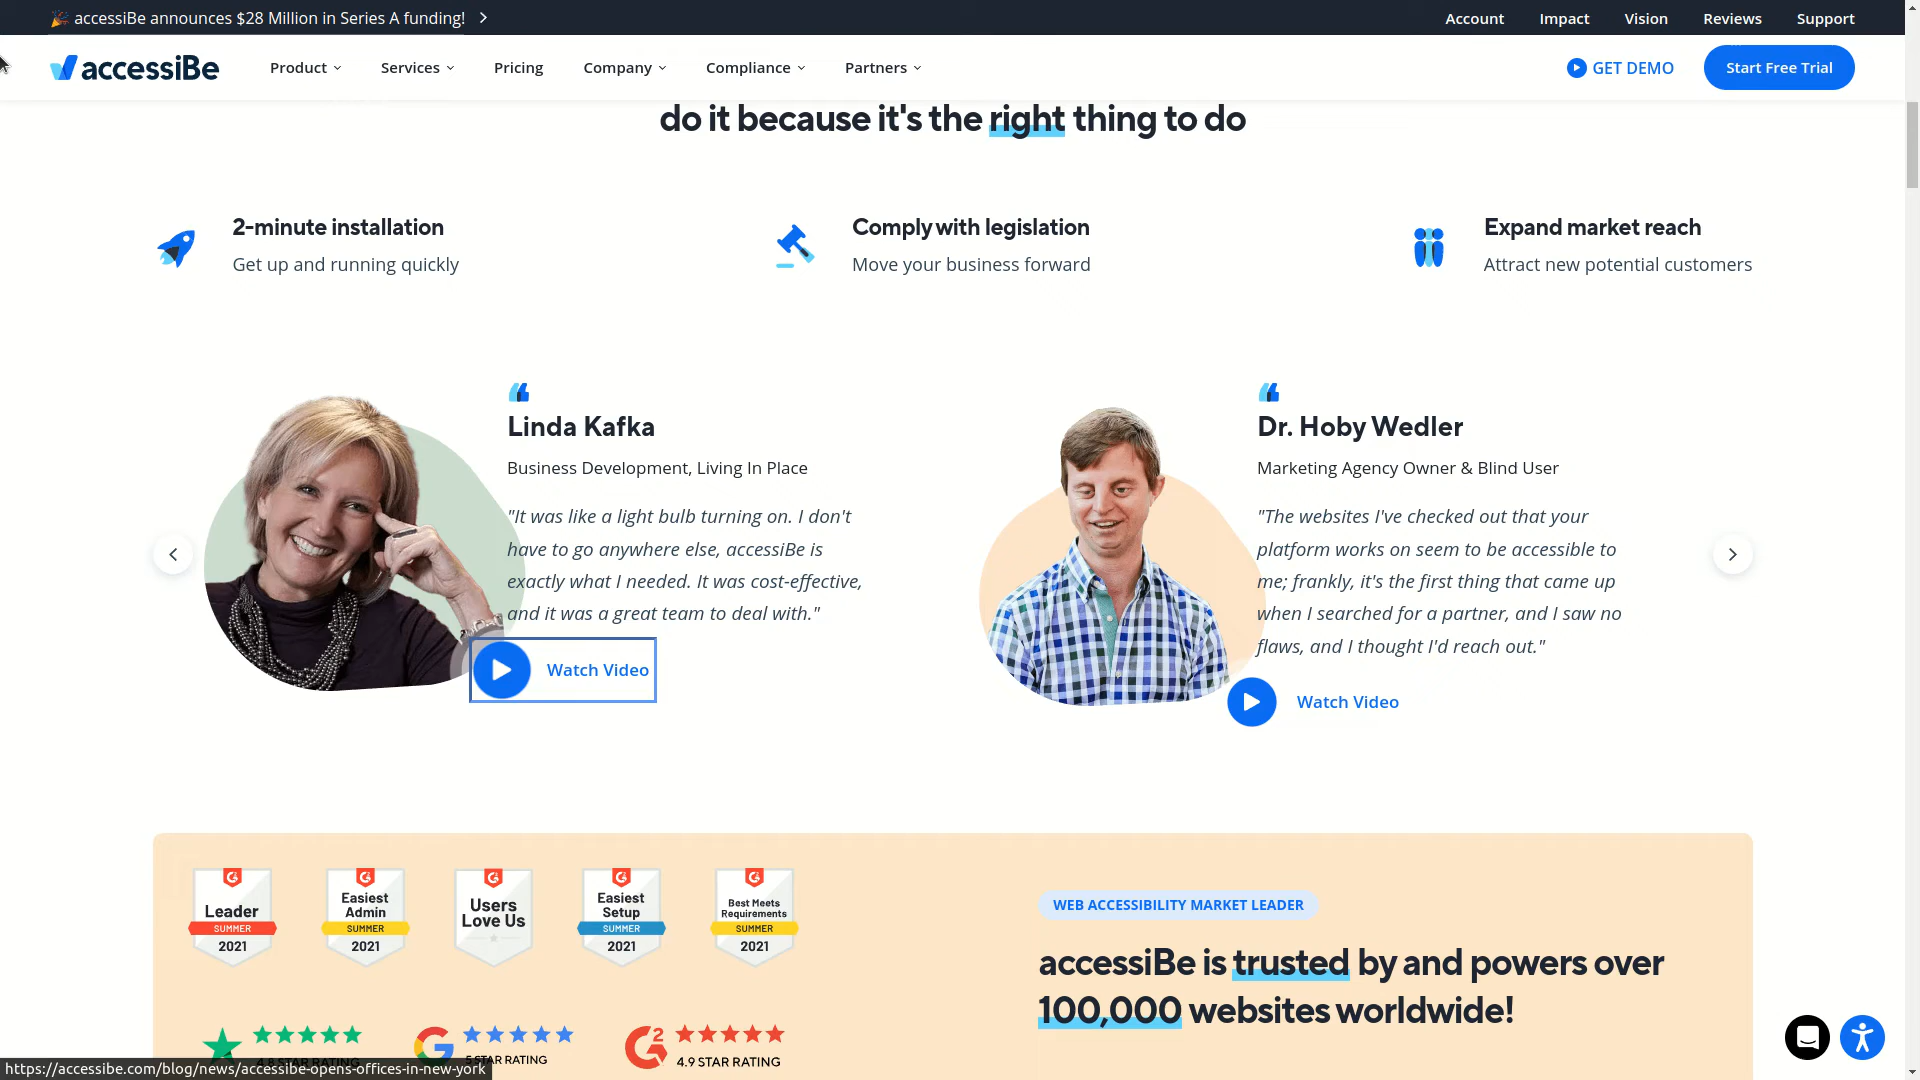 🎉 accessiBe announces $28 Million in Series A funding!
Account Impact Vision Reviews Support
accessiBe
Product Services Pricing Company Compliance Partners
GET DEMO
Start Free Trial
do it because it's the right thing to do
2-minute installation
Get up and running quickly
Comply with legislation
Move your business forward
Expand market reach
Attract new potential customers
Linda Kafka
Business Development, Living In Place
"It was like a light bulb turning on. I don't
have to go anywhere else, accessiBe is
exactly what I needed. It was cost-effective,
and it was a great team to deal with."
Watch Video
Dr. Hoby Wedler
Marketing Agency Owner & Blind User
"The websites I've checked out that your
platform works on seem to be accessible to
me; frankly, it's the first thing that came up
when I searched for a partner, and I saw no
flaws, and I thought I'd reach out."
Watch Video
Leader
SUMMER
2021
Easiest
Admin
SUMMER
2021
Users
Love Us
Easiest
Setup
SUMMER
2021
Best Meets
Requirements
SUMMER
2021
4.8 STAR RATING
5 STAR RATING
4.9 STAR RATING
WEB ACCESSIBILITY MARKET LEADER
accessiBe is trusted by and powers over
100,000 websites worldwide!
https://accessibe.com/blog/news/accessibe-opens-offices-in-new-york